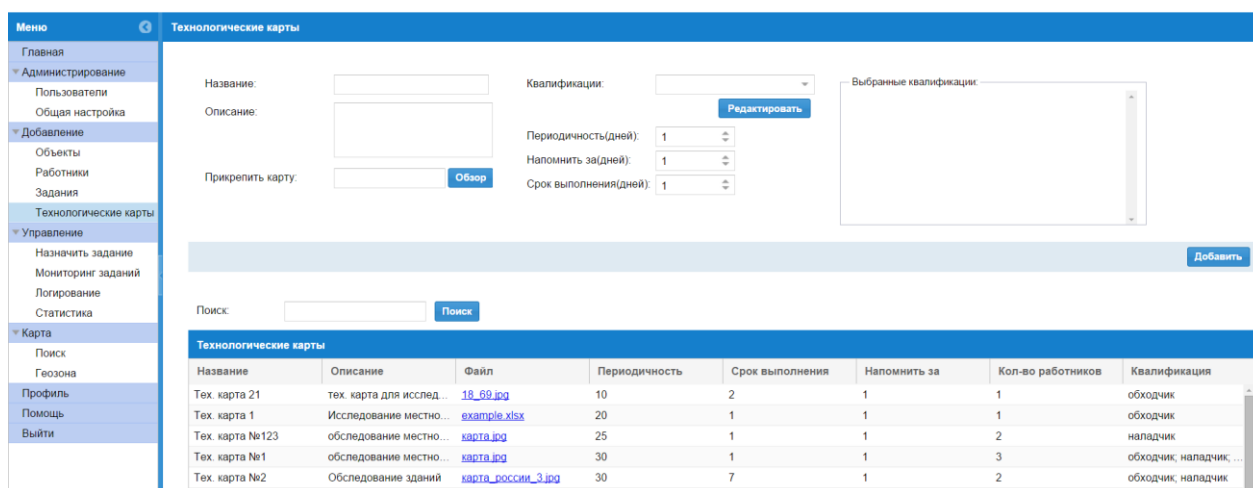 Меню
Главная
Администрирование
Пользователи
Общая настройка
Добавление
Объекты
Работники
Задания
Технологические карты
Управление
Назначить задание
Мониторинг заданий
Логирование
Статистика
Карта
Поиск
Геозона
Профиль
Помощь
Выйти
Технологические карты
Название:
Описание:
Прикрепить карту:
Обзор
Квалификации:
Редактировать
Периодичность(дней): 1
Напомнить за(дней): 1
Срок выполнения(дней): 1
Выбранные квалификации:
Добавить
Поиск:
Поиск
Технологические карты
Название Описание Файл Периодичность Срок выполнения Напомнить за Кол-во работников Квалификация
Тех. карта 21 тех. карта для исслед... 18_69.jpg 10 2 1 1 обходчик
Тех. карта 1 Исследование местно... example.xlsx 20 1 1 1 обходчик
Тех. карта №123 обследование местно... карта.jpg 25 1 1 2 наладчик
Тех. карта №1 обследование местно... карта.jpg 30 1 1 3 обходчик; наладчик; ...
Тех. карта №2 Обследование зданий карта_россии_3.jpg 30 7 1 2 обходчик; наладчик